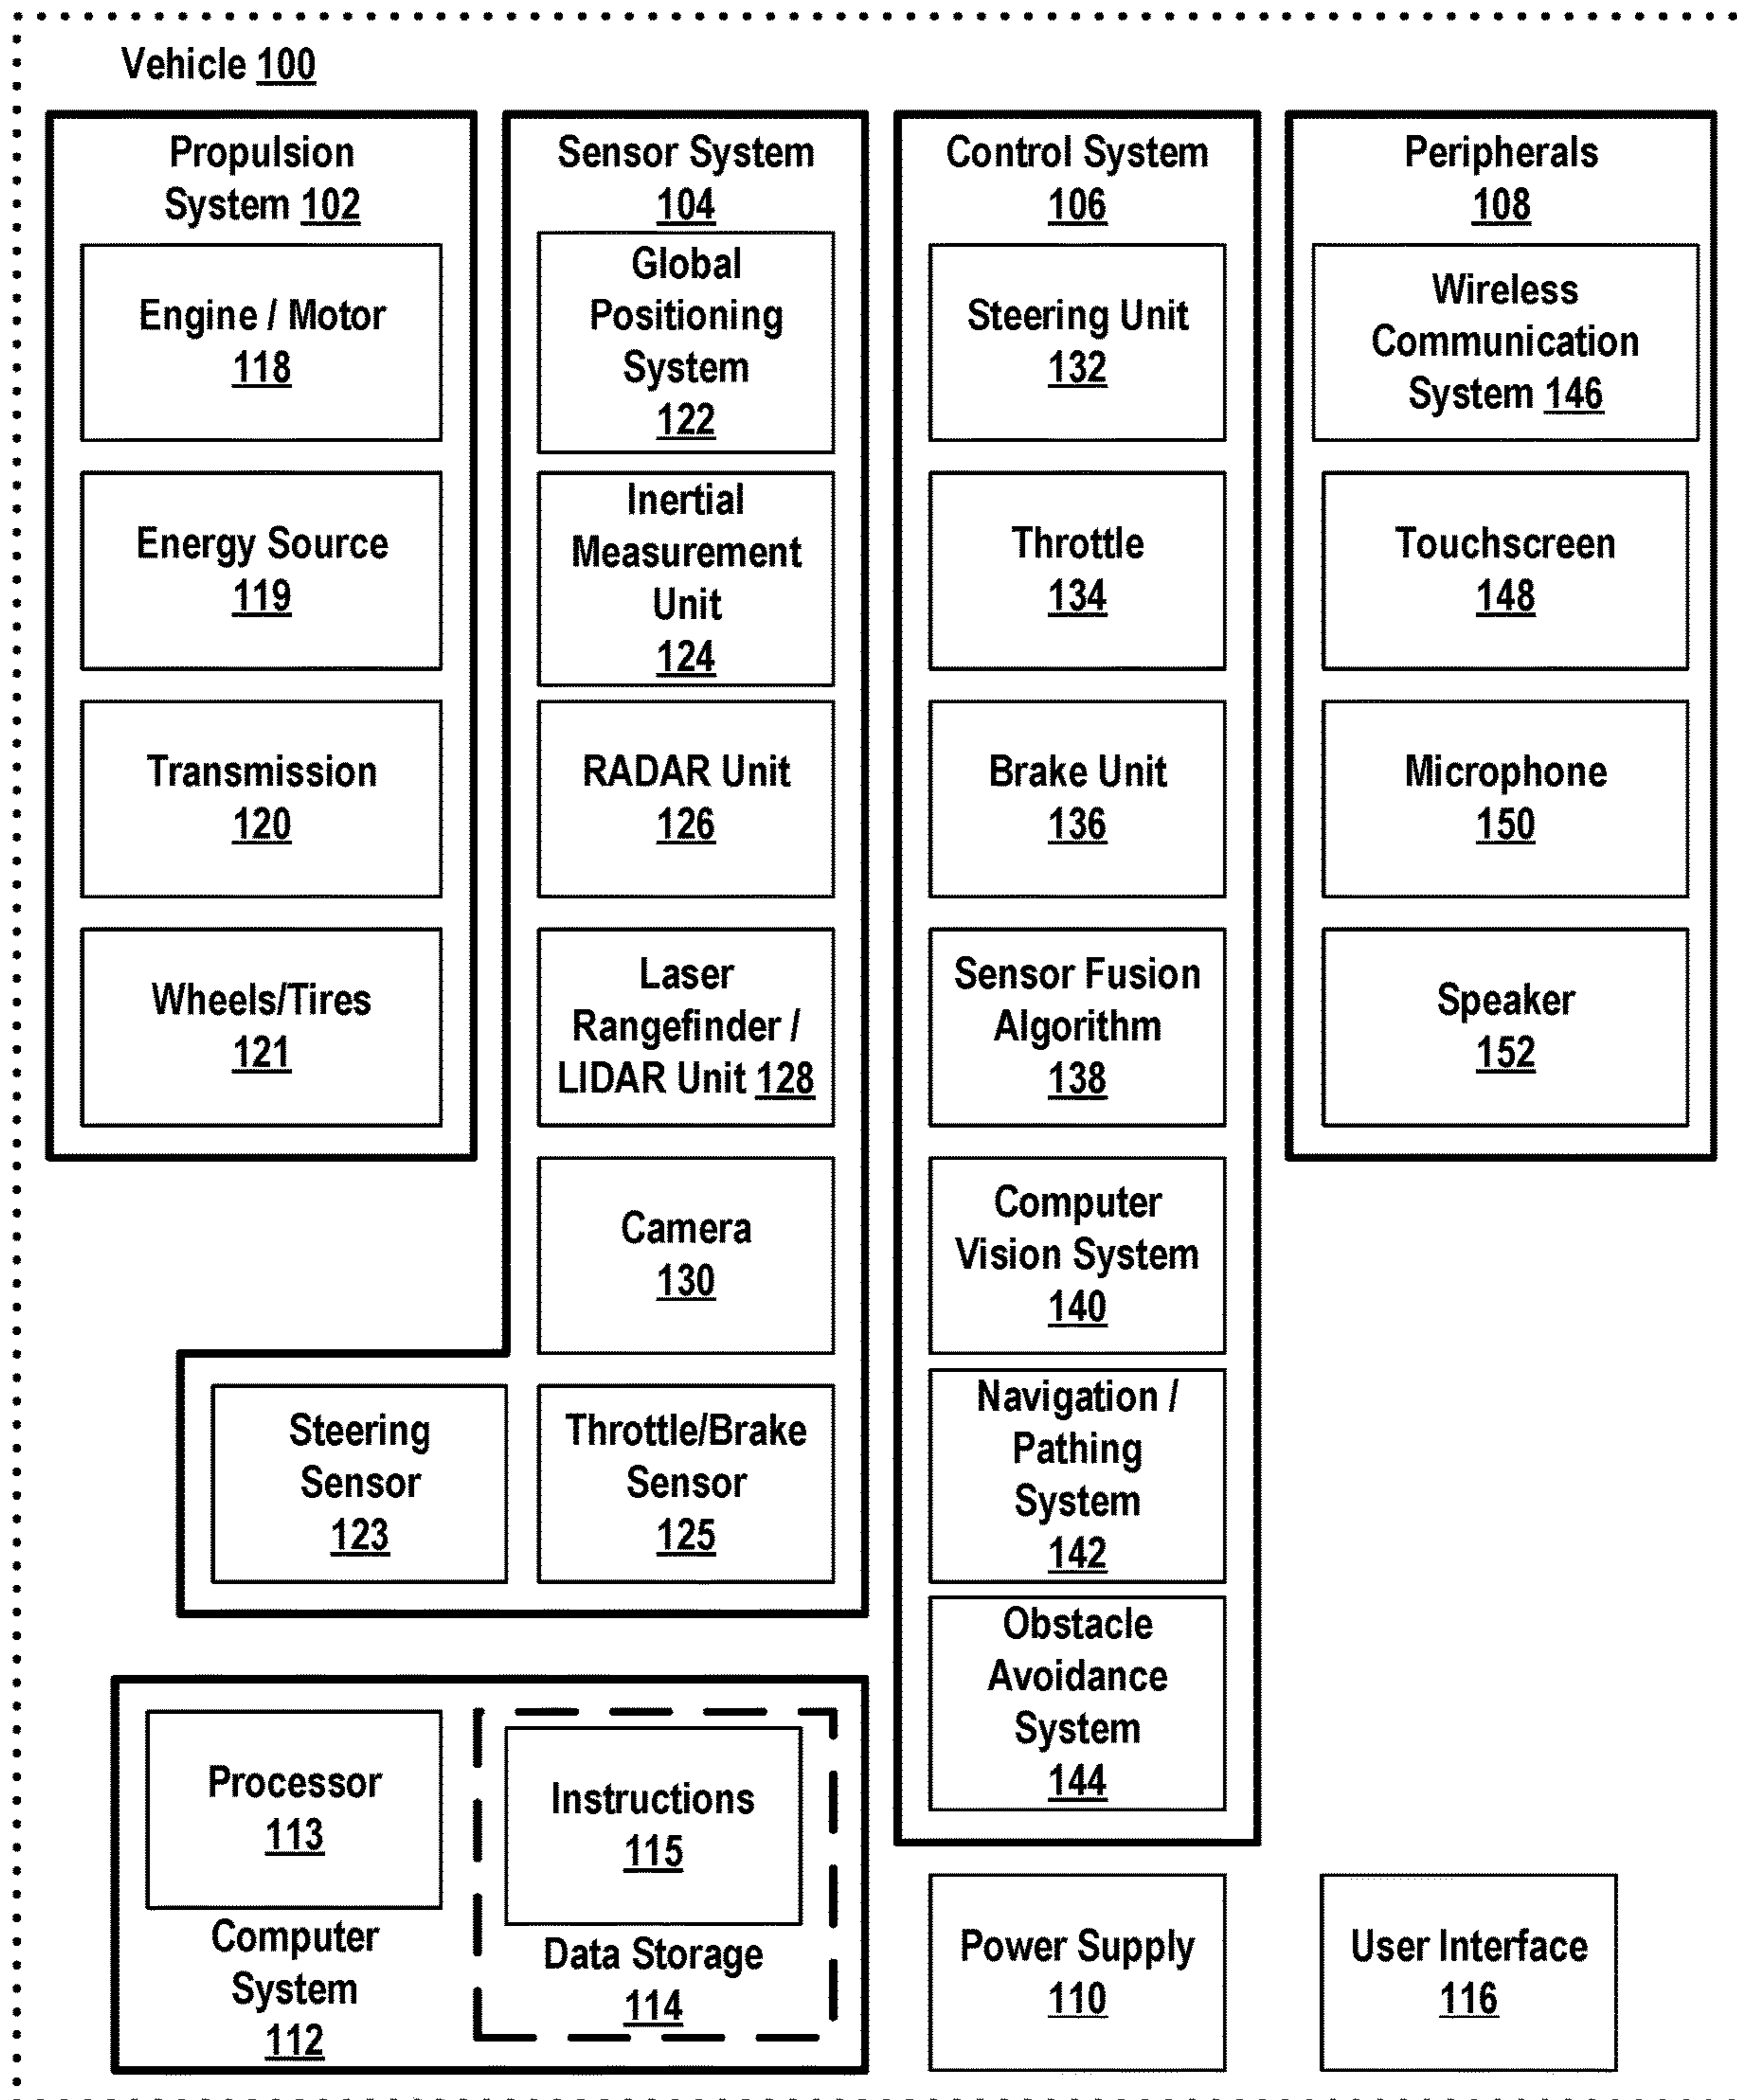 Vehicle 100
Propulsion
System 102
Engine / Motor
118
Energy Source
119
Transmission
120
Wheels/Tires
121
Sensor System
104
Global
Positioning
System
122
Inertial
Measurement
Unit
124
RADAR Unit
126
Laser
Rangefinder /
LIDAR Unit 128
Camera
130
Steering
Sensor
123
Throttle/Brake
Sensor
125
Control System
106
Steering Unit
132
Throttle
134
Brake Unit
136
Sensor Fusion
Algorithm
138
Computer
Vision System
140
Navigation /
Pathing
System
142
Obstacle
Avoidance
System
144
Peripherals
108
Wireless
Communication
System 146
Touchscreen
148
Microphone
150
Speaker
152
Processor
113
Computer
System
112
Instructions
115
Data Storage
114
Power Supply
110
User Interface
116